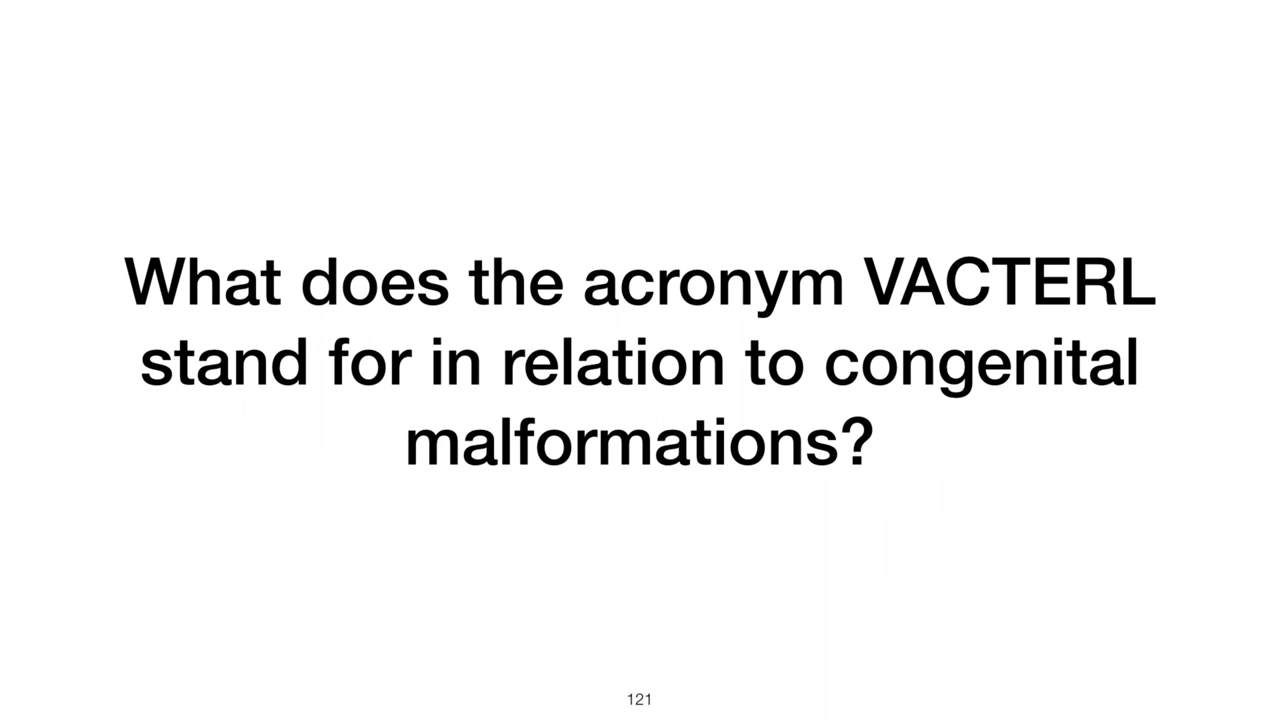 What does the acronym VACTERL
stand for in relation to congenital
malformations?
121